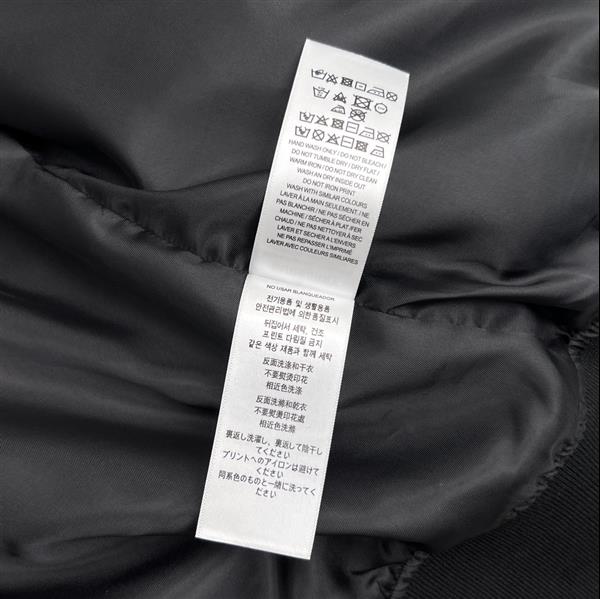 HAND WASH ONLY / DO NOT BLEACH /
DO NOT TUMBLE DRY / DRY FLAT /
WARM IRON / DO NOT DRY CLEAN
WASH AN DRY INSIDE OUT
DO NOT IRON PRINT
WASH WITH SIMILAR COLOURS
LAVER À LA MAIN SEULEMENT, / NE
PAS BLANCHIR / NE PAS SÉCHER EN
MACHINE / SÉCHER À PLAT /FER
CHAUD / NE PAS NETTOYER À SEC
LAVER ET SECHER A L'ENVERS
NE PAS REPASSER L'IMPRIMÉ
LAVER AVEC COULEURS SIMILIARES
NO USAR BLANQUEADOR
전기용품 및 생활용품
안전관리법에 의한 품질표시
뒤집어서 세탁, 건조
프린트 다림질 금지
같은 색상 제품과 함께 세탁
反面洗涤和干衣
不要熨烫印花
相近色洗涤
反面洗滌和乾衣
不要熨燙印花處
相近色洗滌
裏返し洗濯し、裏返して陰干し
てください
プリントへのアイロンは避けて
ください
同系色のものと一緒に洗ってく
ださい